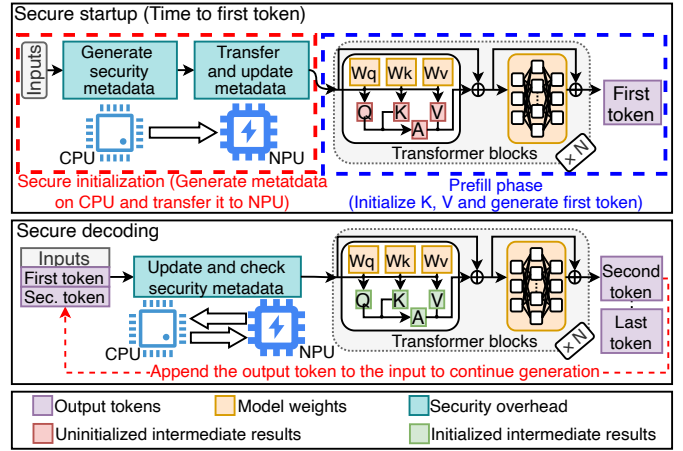 Secure startup (Time to first token)
Inputs
Generate
security
metadata
Transfer
and update
metadata
CPU
NPU
Secure initialization (Generate metatdata
on CPU and transfer it to NPU)
Wq Wk Wv
Q K V
A
Transformer blocks
× N
First
token
Prefill phase
(Initialize K, V and generate first token)
Secure decoding
Inputs
First token
Sec. token
Update and check
security metadata
CPU
NPU
Wq Wk Wv
Q K V
A
Transformer blocks
× N
Second
token
Last
token
Append the output token to the input to continue generation
Output tokens
Model weights
Security overhead
Uninitialized intermediate results
Initialized intermediate results